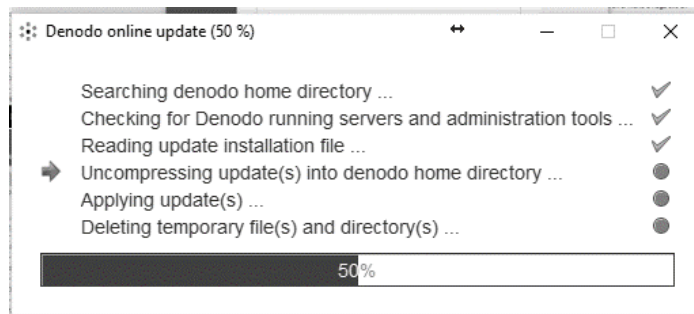 Denodo online update (50 %)
Searching denodo home directory ...
Checking for Denodo running servers and administration tools ...
Reading update installation file ...
Uncompressing update(s) into denodo home directory ...
Applying update(s) ...
Deleting temporary file(s) and directory(s) ...
50%